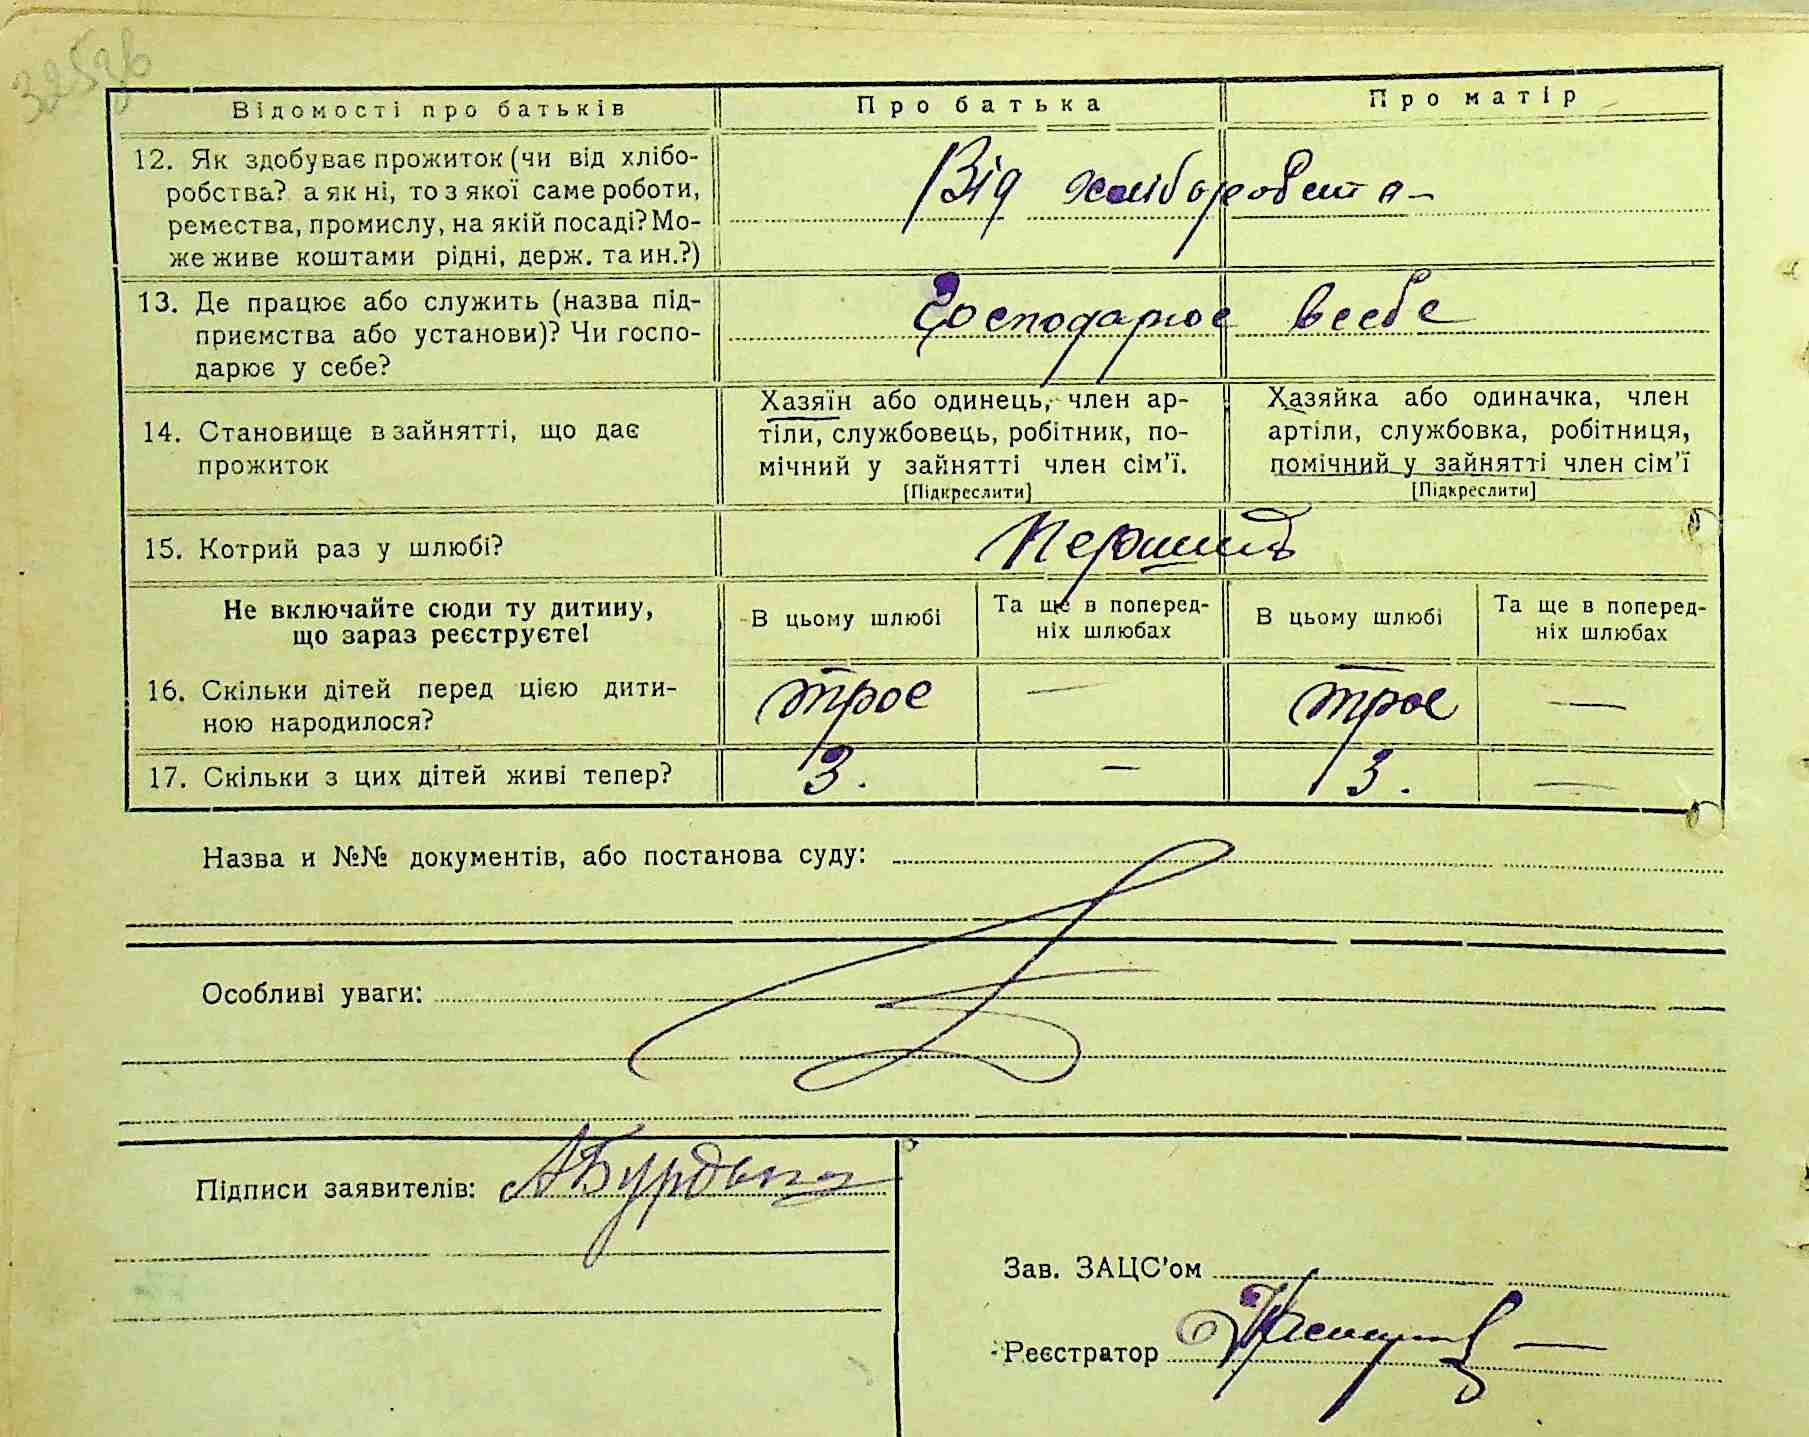 325зв
Відомості про батьків
Про батька
Про матір
12. Як здобуває прожиток (чи від хлібо-
робства? а як ні, то з якої саме роботи,
ремества, промислу, на якій посаді? Мо-
же живе коштами рідні, держ. та ин.?)
Від хліборобства
13. Де працює або служить (назва під-
приємства або установи)? Чи госпо-
дарює у себе?
Господарює в себе
14. Становище в зайнятті, що дає
прожиток
Хазяїн або одинець, член ар-
тіли, службовець, робітник, по-
мічний у зайнятті член сім'ї.
[Підкреслити]
Хазяйка або одиначка, член
артіли, службовка, робітниця,
помічний у зайнятті член сім'ї
[Підкреслити]
15. Котрий раз у шлюбі?
Не включайте сюди ту дитину,
що зараз реєструєте!
В цьому шлюбі
Та ще в поперед-
ніх шлюбах
В цьому шлюбі
Та ще в поперед-
ніх шлюбах
16. Скільки дітей перед цією дити-
ною народилося?
троє — троє —
17. Скільки з цих дітей живі тепер?
3. — 3. —
Назва и №№ документів, або постанова суду:
Особливі уваги:
Підписи заявителів:
Зав. ЗАЦС'ом
Реєстратор